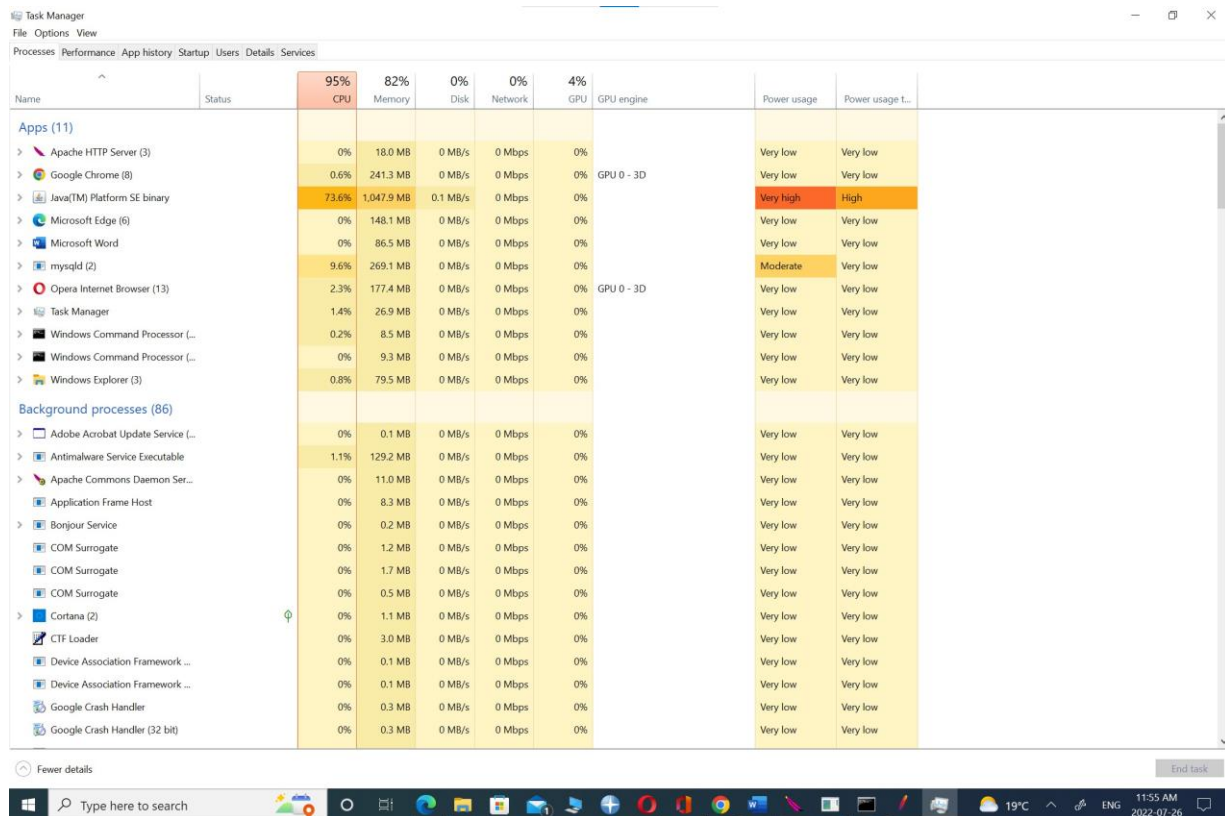 Task Manager
File Options View
Processes Performance App history Startup Users Details Services
95% 82% 0% 0% 4%
Name Status CPU Memory Disk Network GPU GPU engine Power usage Power usage t...
Apps (11)
Apache HTTP Server (3) 0% 18.0 MB 0 MB/s 0 Mbps 0% Very low Very low
Google Chrome (8) 0.6% 241.3 MB 0 MB/s 0 Mbps 0% GPU 0 - 3D Very low Very low
Java(TM) Platform SE binary 73.6% 1,047.9 MB 0.1 MB/s 0 Mbps 0% Very high High
Microsoft Edge (6) 0% 148.1 MB 0 MB/s 0 Mbps 0% Very low Very low
Microsoft Word 0% 86.5 MB 0 MB/s 0 Mbps 0% Very low Very low
mysqld (2) 9.6% 269.1 MB 0 MB/s 0 Mbps 0% Moderate Very low
Opera Internet Browser (13) 2.3% 177.4 MB 0 MB/s 0 Mbps 0% GPU 0 - 3D Very low Very low
Task Manager 1.4% 26.9 MB 0 MB/s 0 Mbps 0% Very low Very low
Windows Command Processor (... 0.2% 8.5 MB 0 MB/s 0 Mbps 0% Very low Very low
Windows Command Processor (... 0% 9.3 MB 0 MB/s 0 Mbps 0% Very low Very low
Windows Explorer (3) 0.8% 79.5 MB 0 MB/s 0 Mbps 0% Very low Very low
Background processes (86)
Adobe Acrobat Update Service (... 0% 0.1 MB 0 MB/s 0 Mbps 0% Very low Very low
Antimalware Service Executable 1.1% 129.2 MB 0 MB/s 0 Mbps 0% Very low Very low
Apache Commons Daemon Ser... 0% 11.0 MB 0 MB/s 0 Mbps 0% Very low Very low
Application Frame Host 0% 8.3 MB 0 MB/s 0 Mbps 0% Very low Very low
Bonjour Service 0% 0.2 MB 0 MB/s 0 Mbps 0% Very low Very low
COM Surrogate 0% 1.2 MB 0 MB/s 0 Mbps 0% Very low Very low
COM Surrogate 0% 1.7 MB 0 MB/s 0 Mbps 0% Very low Very low
COM Surrogate 0% 0.5 MB 0 MB/s 0 Mbps 0% Very low Very low
Cortana (2) 0% 1.1 MB 0 MB/s 0 Mbps 0% Very low Very low
CTF Loader 0% 3.0 MB 0 MB/s 0 Mbps 0% Very low Very low
Device Association Framework ... 0% 0.1 MB 0 MB/s 0 Mbps 0% Very low Very low
Device Association Framework ... 0% 0.1 MB 0 MB/s 0 Mbps 0% Very low Very low
Google Crash Handler 0% 0.3 MB 0 MB/s 0 Mbps 0% Very low Very low
Google Crash Handler (32 bit) 0% 0.3 MB 0 MB/s 0 Mbps 0% Very low Very low
Fewer details End task
Type here to search 19°C ENG 11:55 AM
2022-07-26